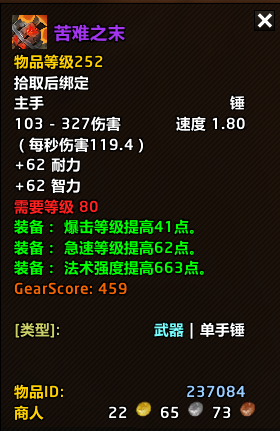 苦难之末
物品等级252
拾取后绑定
主手 锤
103 - 327伤害 速度 1.80
( 每秒伤害119.4 )
+62 耐力
+62 智力
需要等级 80
装备： 爆击等级提高41点。
装备： 急速等级提高62点。
装备： 法术强度提高663点。
GearScore: 459
[类型]: 武器 | 单手锤
物品ID: 237084
商人 22 65 73